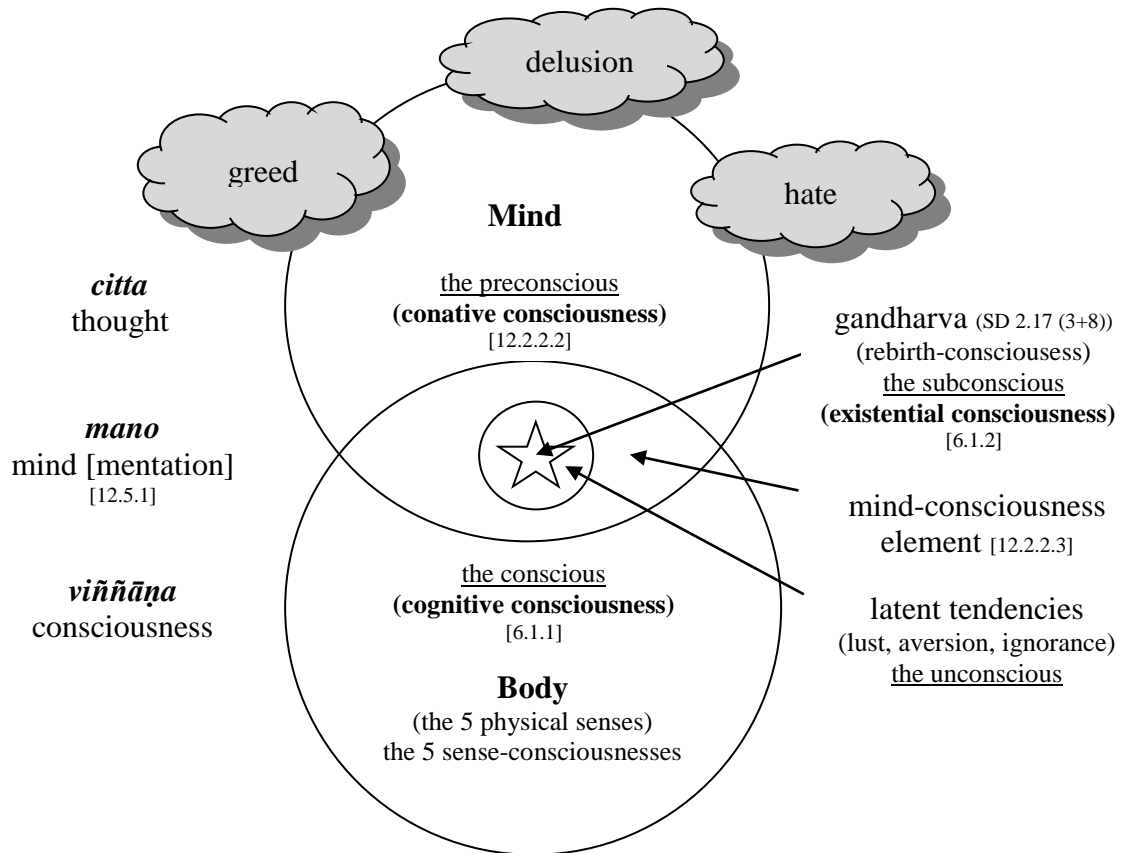 delusion
greed
hate
Mind
citta
thought
the preconscious
(conative consciousness)
[12.2.2.2]
gandharva (SD 2.17 (3+8))
(rebirth-consciousess)
the subconscious
(existential consciousness)
[6.1.2]
mano
mind [mentation]
[12.5.1]
mind-consciousness
element [12.2.2.3]
viññāṇa
consciousness
the conscious
(cognitive consciousness)
[6.1.1]
latent tendencies
(lust, aversion, ignorance)
the unconscious
Body
(the 5 physical senses)
the 5 sense-consciousnesses